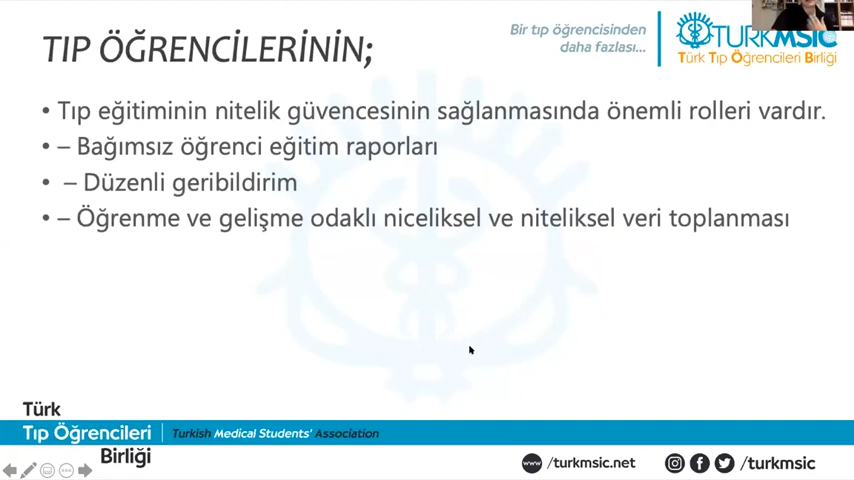 TIP ÖĞRENCİLERİNİN;
Bir tıp öğrencisinden
daha fazlası...
TURKMSIC
Türk Tıp Öğrencileri Birliği
• Tıp eğitiminin nitelik güvencesinin sağlanmasında önemli rolleri vardır.
• – Bağımsız öğrenci eğitim raporları
• – Düzenli geribildirim
• – Öğrenme ve gelişme odaklı niceliksel ve niteliksel veri toplanması
Türk
Tıp Öğrencileri
Birliği
Turkish Medical Students' Association
www /turkmsic.net
/turkmsic